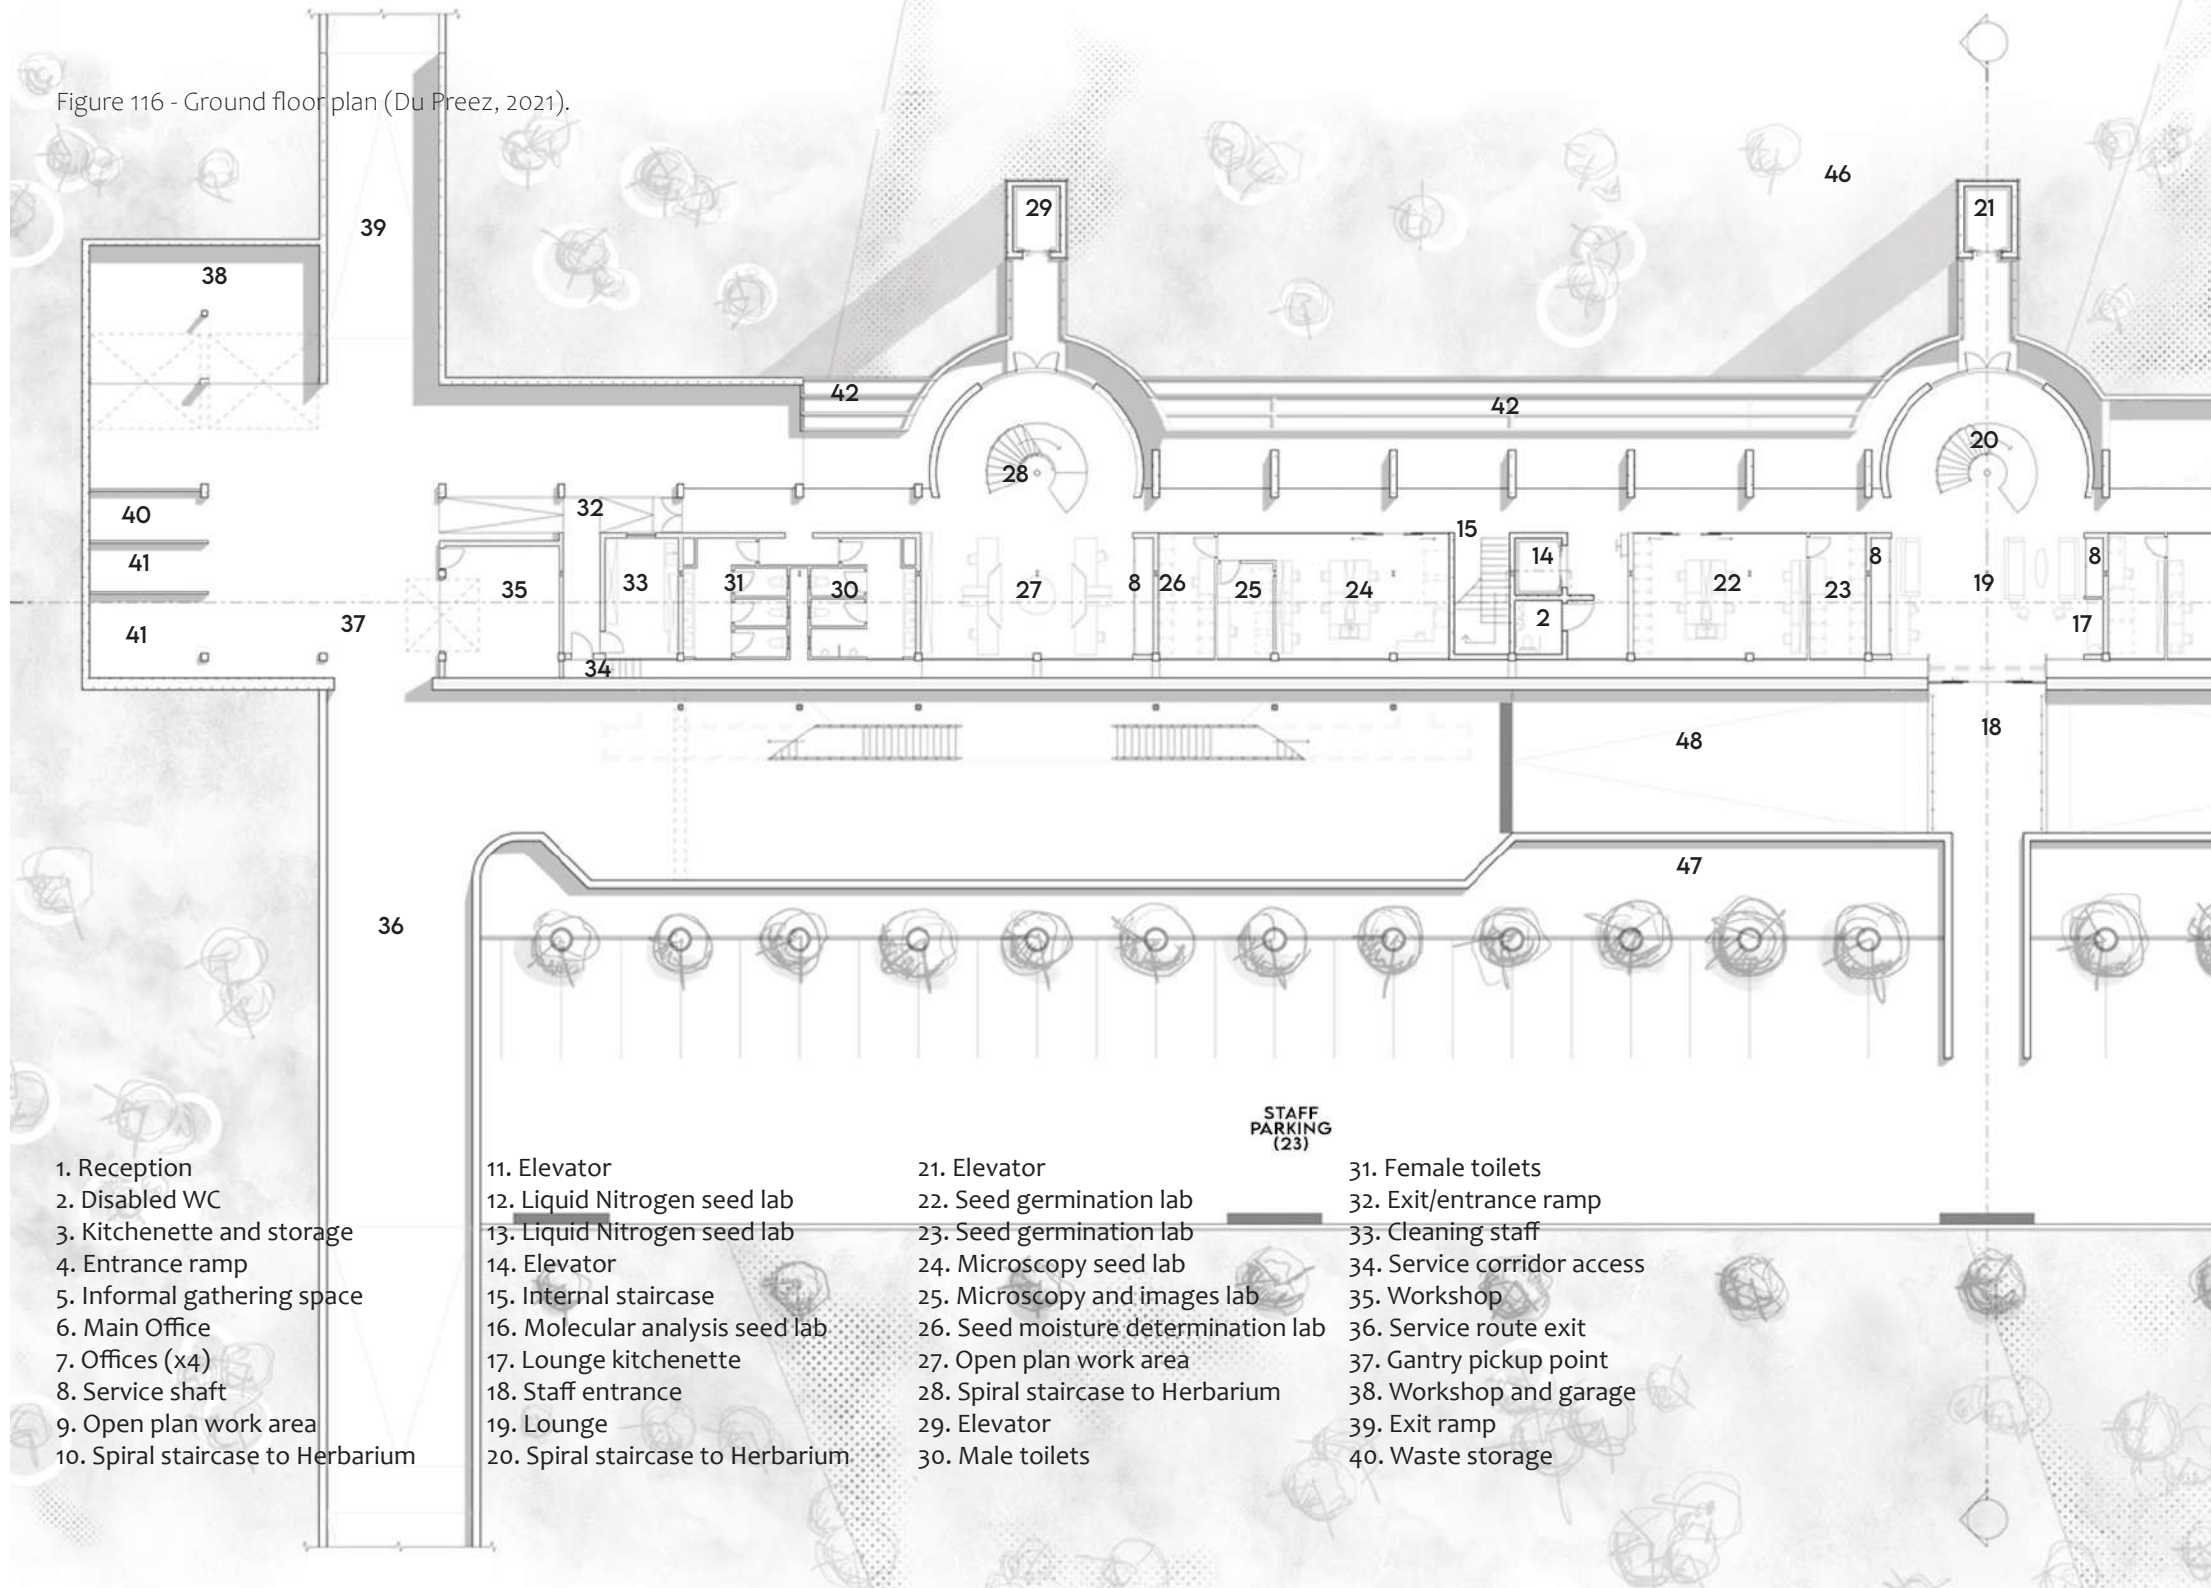 Figure 116 - Ground floor plan (Du Preez, 2021).
46
29
21
39
38
42
42
20
28
32
15
40
14
8
8
41
35
33
31
30
27
8
26
25
24
22
23
19
2
37
41
17
34
18
48
47
36
STAFF
PARKING
(23)
1. Reception
2. Disabled WC
3. Kitchenette and storage
4. Entrance ramp
5. Informal gathering space
6. Main Office
7. Offices (x4)
8. Service shaft
9. Open plan work area
10. Spiral staircase to Herbarium
11. Elevator
12. Liquid Nitrogen seed lab
13. Liquid Nitrogen seed lab
14. Elevator
15. Internal staircase
16. Molecular analysis seed lab
17. Lounge kitchenette
18. Staff entrance
19. Lounge
20. Spiral staircase to Herbarium
21. Elevator
22. Seed germination lab
23. Seed germination lab
24. Microscopy seed lab
25. Microscopy and images lab
26. Seed moisture determination lab
27. Open plan work area
28. Spiral staircase to Herbarium
29. Elevator
30. Male toilets
31. Female toilets
32. Exit/entrance ramp
33. Cleaning staff
34. Service corridor access
35. Workshop
36. Service route exit
37. Gantry pickup point
38. Workshop and garage
39. Exit ramp
40. Waste storage